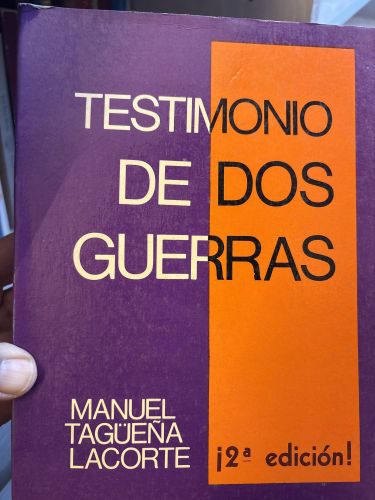 TESTIMONIO
DE DOS
GUERRAS
MANUEL
TAGÜEÑA
LACORTE
¡2ª edición!